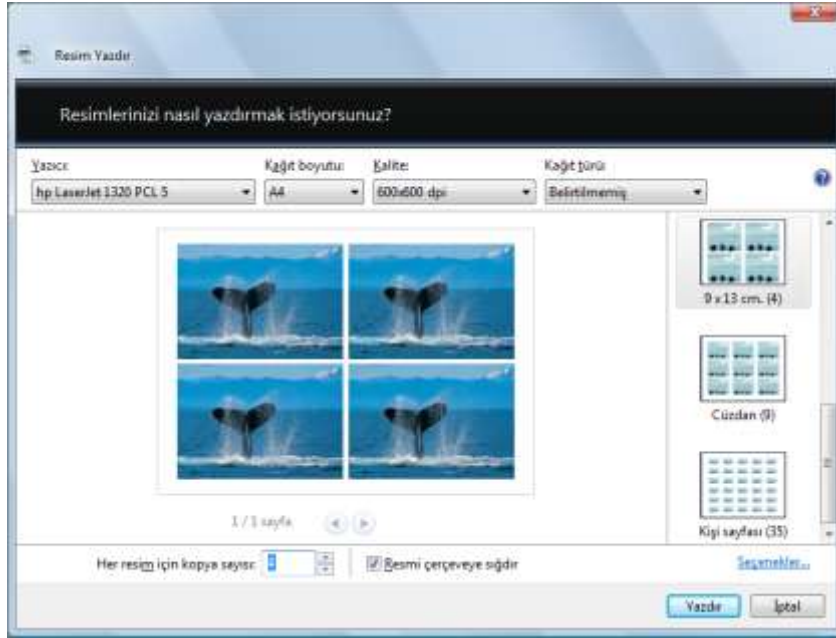 Resim Yazdır
Resimlerinizi nasıl yazdırmak istiyorsunuz?
Yazıcı: Kağıt boyutu: Kalite: Kağıt türü:
hp LaserJet 1320 PCL 5 A4 600x600 dpi Belirtilmemiş
9 x 13 cm. (4)
Cüzdan (9)
Kişi sayfası (35)
1 / 1 sayfa
Her resim için kopya sayısı: Resmi çerçeveye sığdır Seçenekler...
Yazdır İptal